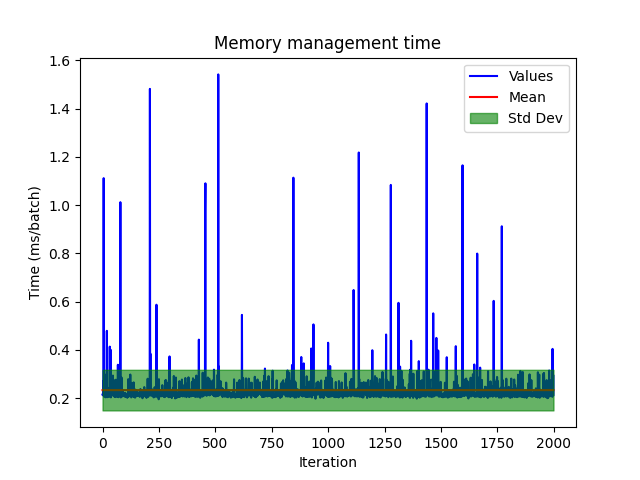 Memory management time
Time (ms/batch)
1.6
1.4
1.2
1.0
0.8
0.6
0.4
0.2
Values
Mean
Std Dev
0 250 500 750 1000 1250 1500 1750 2000
Iteration